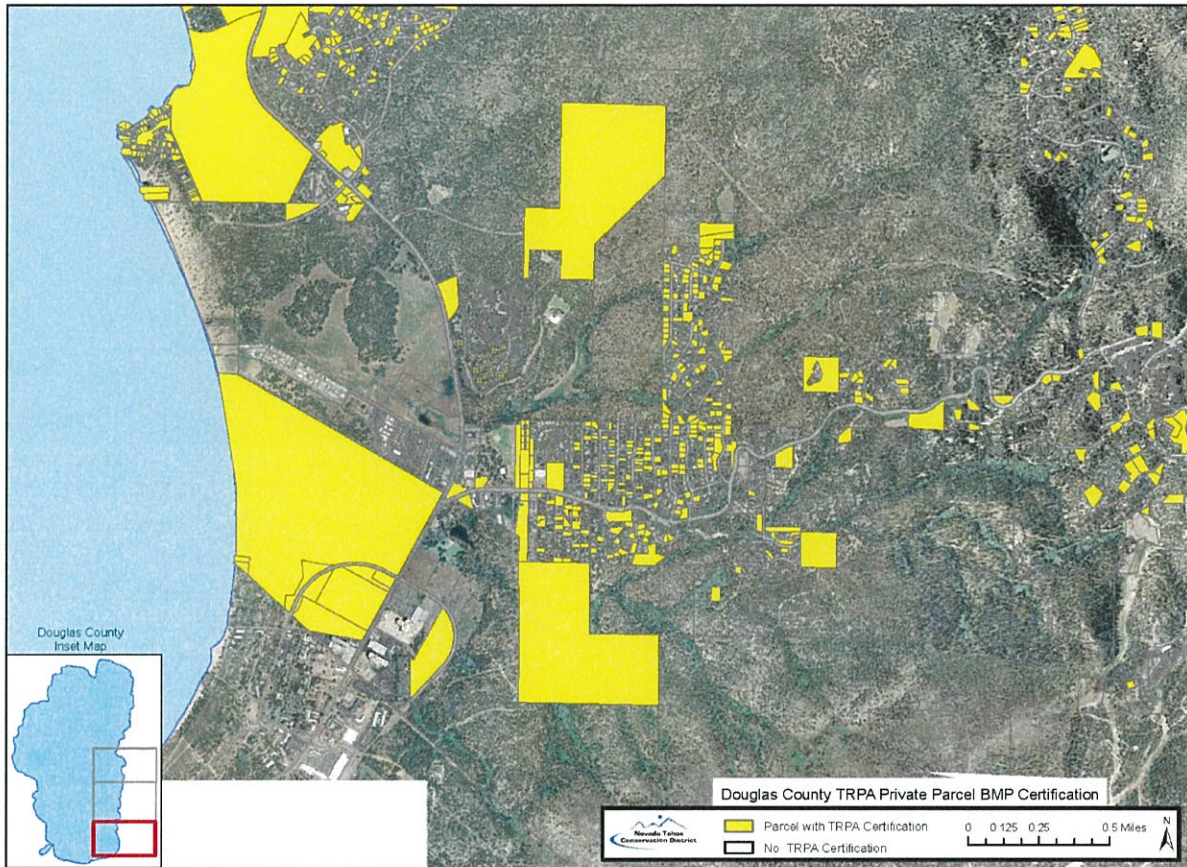 Douglas County
Inset Map
Douglas County TRPA Private Parcel BMP Certification
Nevada Tahoe
Conservation District
Parcel with TRPA Certification
No TRPA Certification
0 0.125 0.25 0.5 Miles
N